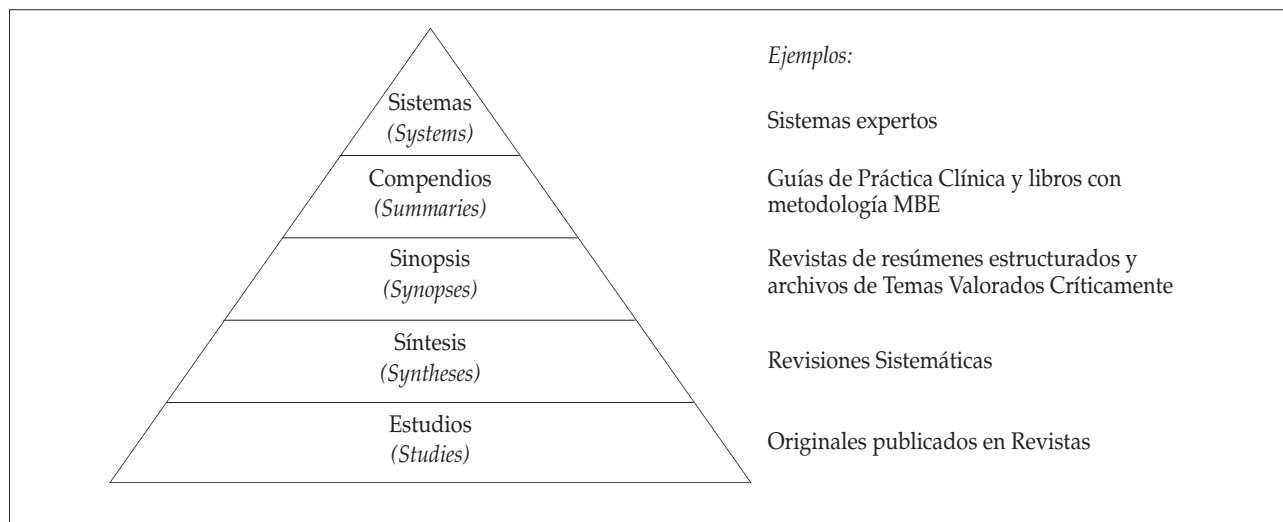 Ejemplos:
Sistemas
(Systems)
Sistemas expertos
Compendios
(Summaries)
Guías de Práctica Clínica y libros con
metodología MBE
Sinopsis
(Synopses)
Revistas de resúmenes estructurados y
archivos de Temas Valorados Críticamente
Síntesis
(Syntheses)
Revisiones Sistemáticas
Estudios
(Studies)
Originales publicados en Revistas